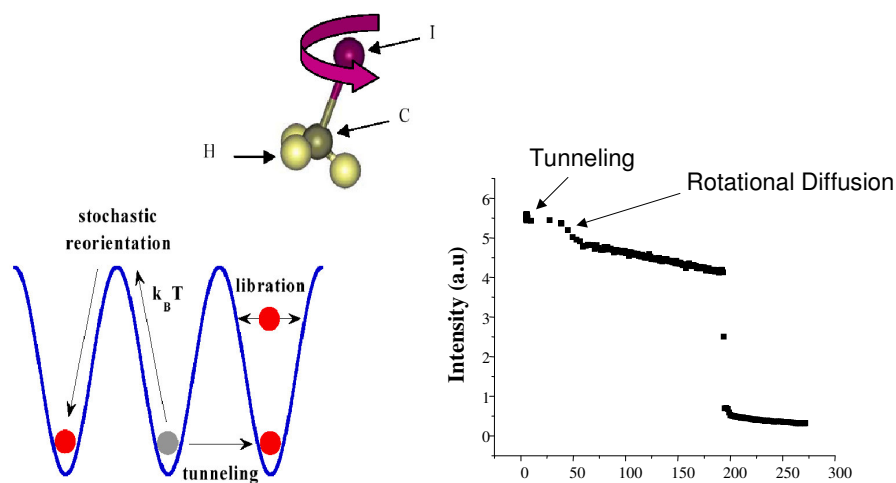 I
C
H
stochastic
reorientation
k_B T
libration
tunneling
Tunneling
Rotational Diffusion
Intensity (a.u)
6
5
4
3
2
1
0
0 50 100 150 200 250 300